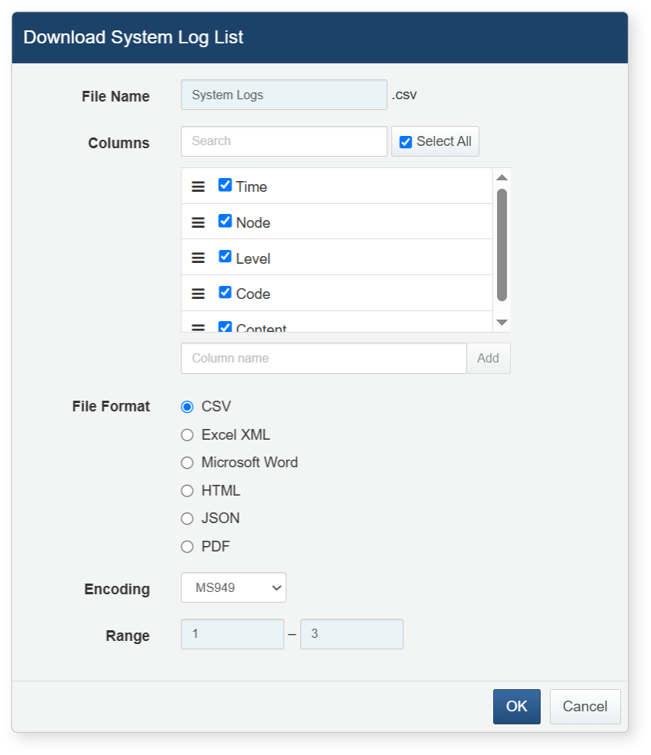 Download System Log List
File Name System Logs .csv
Columns Search Select All
Time
Node
Level
Code
Content
Column name Add
File Format CSV
Excel XML
Microsoft Word
HTML
JSON
PDF
Encoding MS949
Range 1 – 3
OK Cancel